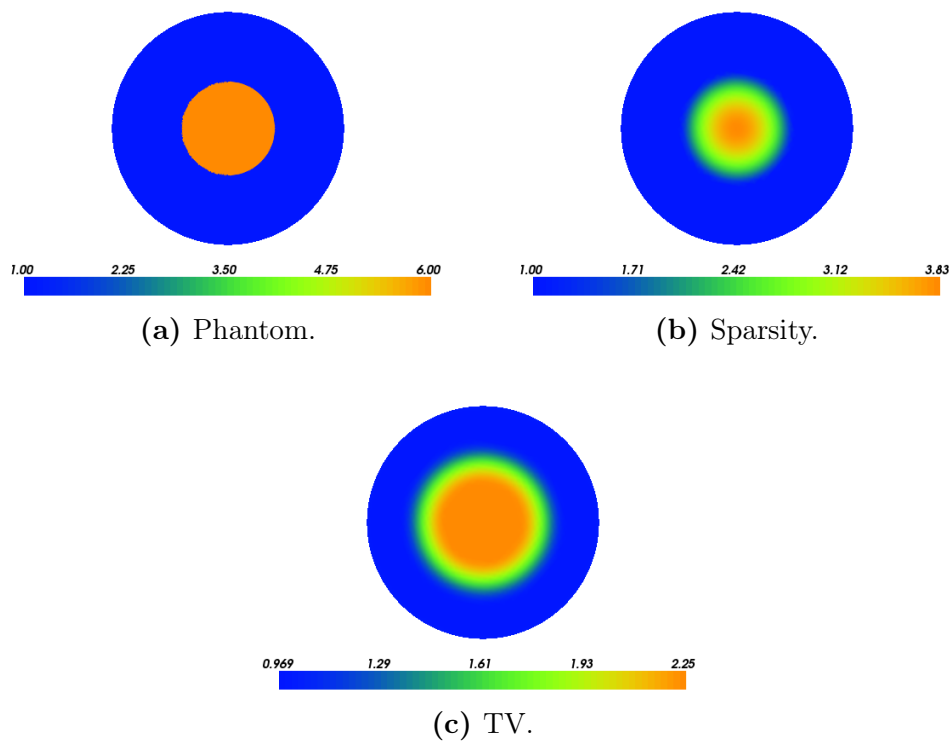 1.00 2.25 3.50 4.75 6.00
1.00 1.71 2.42 3.12 3.83
(a) Phantom.
(b) Sparsity.
0.969 1.29 1.61 1.93 2.25
(c) TV.